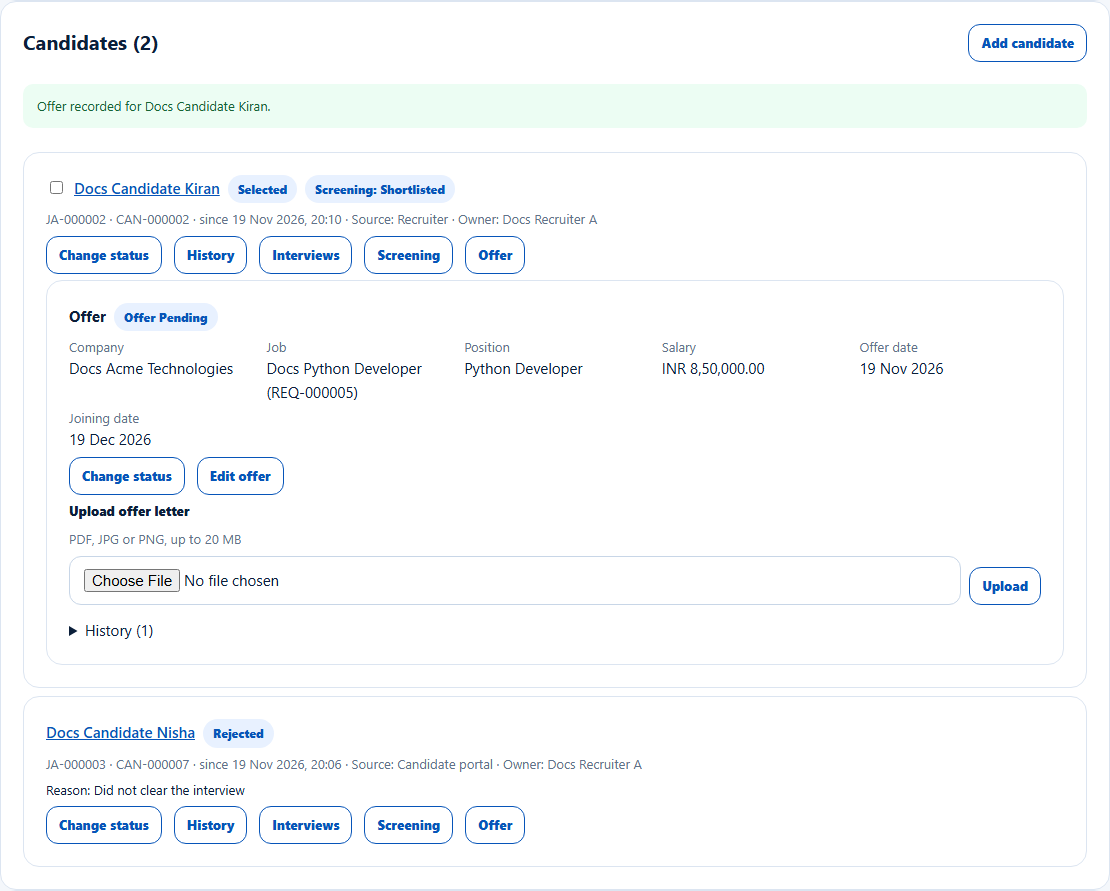 Candidates (2)
Add candidate
Offer recorded for Docs Candidate Kiran.
Docs Candidate Kiran Selected Screening: Shortlisted
JA-000002 · CAN-000002 · since 19 Nov 2026, 20:10 · Source: Recruiter · Owner: Docs Recruiter A
Change status History Interviews Screening Offer
Offer Offer Pending
Company Job Position Salary Offer date
Docs Acme Technologies Docs Python Developer Python Developer INR 8,50,000.00 19 Nov 2026
(REQ-000005)
Joining date
19 Dec 2026
Change status Edit offer
Upload offer letter
PDF, JPG or PNG, up to 20 MB
Choose File No file chosen
Upload
History (1)
Docs Candidate Nisha Rejected
JA-000003 · CAN-000007 · since 19 Nov 2026, 20:06 · Source: Candidate portal · Owner: Docs Recruiter A
Reason: Did not clear the interview
Change status History Interviews Screening Offer